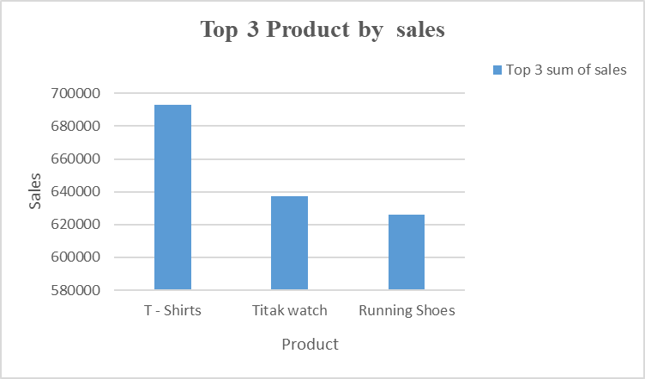 Top 3 Product by  sales
Top 3 sum of sales
700000
680000
660000
640000
620000
600000
580000
Sales
T - Shirts
Titak watch
Running Shoes
Product